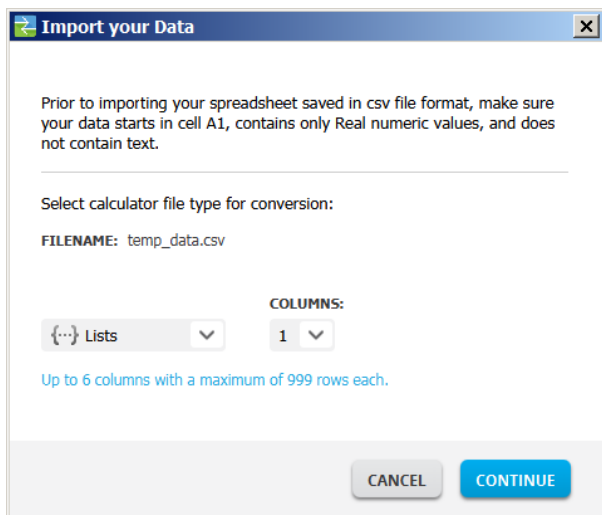 Import your Data
Prior to importing your spreadsheet saved in csv file format, make sure
your data starts in cell A1, contains only Real numeric values, and does
not contain text.
Select calculator file type for conversion:
FILENAME: temp_data.csv
COLUMNS:
{···} Lists 1
Up to 6 columns with a maximum of 999 rows each.
CANCEL CONTINUE